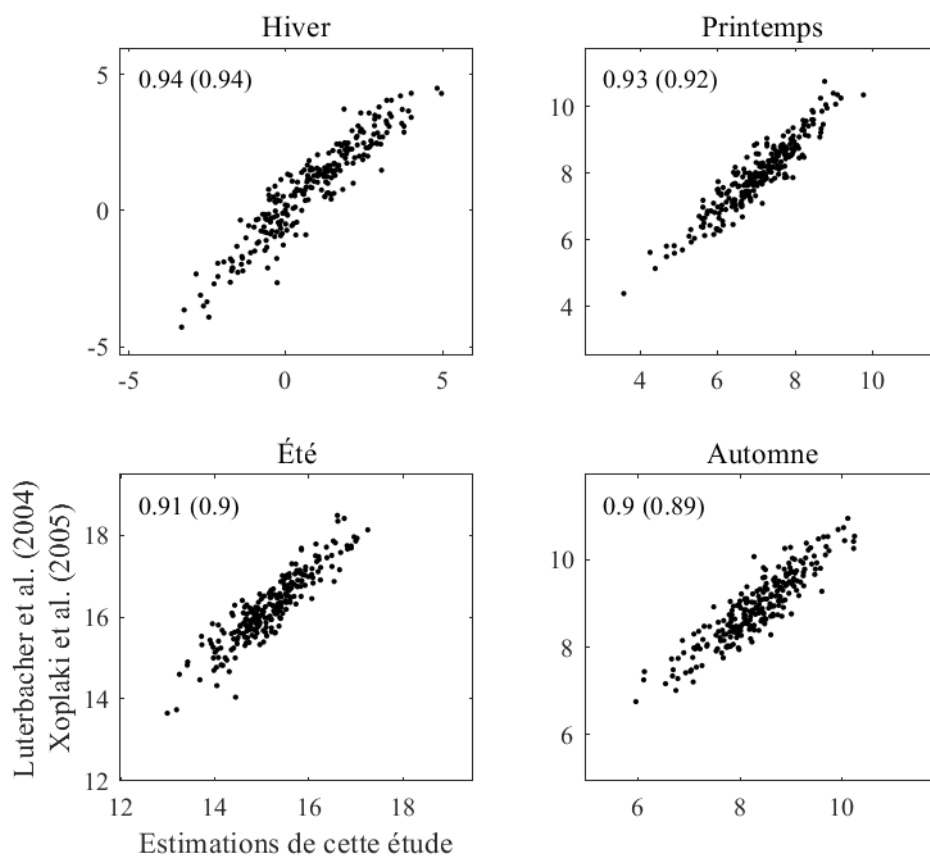 Hiver
0.94 (0.94)
5
0
-5
-5 0 5
Printemps
0.93 (0.92)
10
8
6
4
4 6 8 10
Été
0.91 (0.9)
18
16
14
12
12 14 16 18
Automne
0.9 (0.89)
10
8
6
6 8 10
Luterbacher et al. (2004)
Xoplaki et al. (2005)
Estimations de cette étude